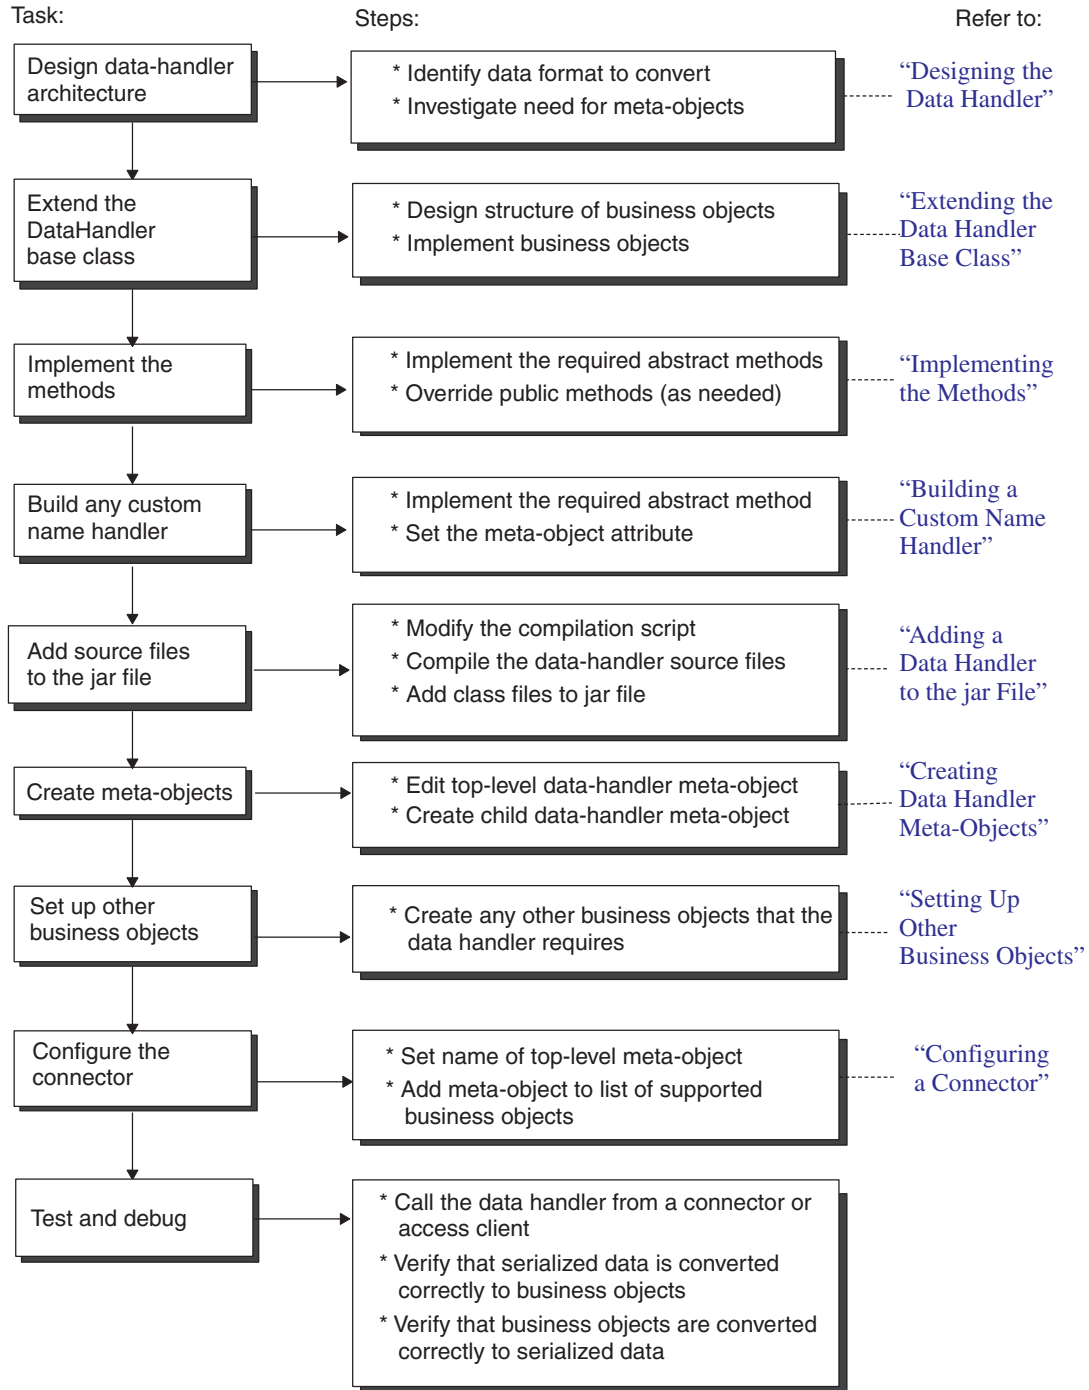 Task:
Steps:
Refer to:
Design data-handler
architecture
* Identify data format to convert
* Investigate need for meta-objects
“Designing the
Data Handler”
Extend the
DataHandler
base class
* Design structure of business objects
* Implement business objects
“Extending the
Data Handler
Base Class”
Implement the
methods
* Implement the required abstract methods
* Override public methods (as needed)
“Implementing
the Methods”
Build any custom
name handler
* Implement the required abstract method
* Set the meta-object attribute
“Building a
Custom Name
Handler”
Add source files
to the jar file
* Modify the compilation script
* Compile the data-handler source files
* Add class files to jar file
“Adding a
Data Handler
to the jar File”
Create meta-objects
* Edit top-level data-handler meta-object
* Create child data-handler meta-object
“Creating
Data Handler
Meta-Objects”
Set up other
business objects
* Create any other business objects that the
data handler requires
“Setting Up
Other
Business Objects”
Configure the
connector
* Set name of top-level meta-object
* Add meta-object to list of supported
business objects
“Configuring
a Connector”
Test and debug
* Call the data handler from a connector or
access client
* Verify that serialized data is converted
correctly to business objects
* Verify that business objects are converted
correctly to serialized data